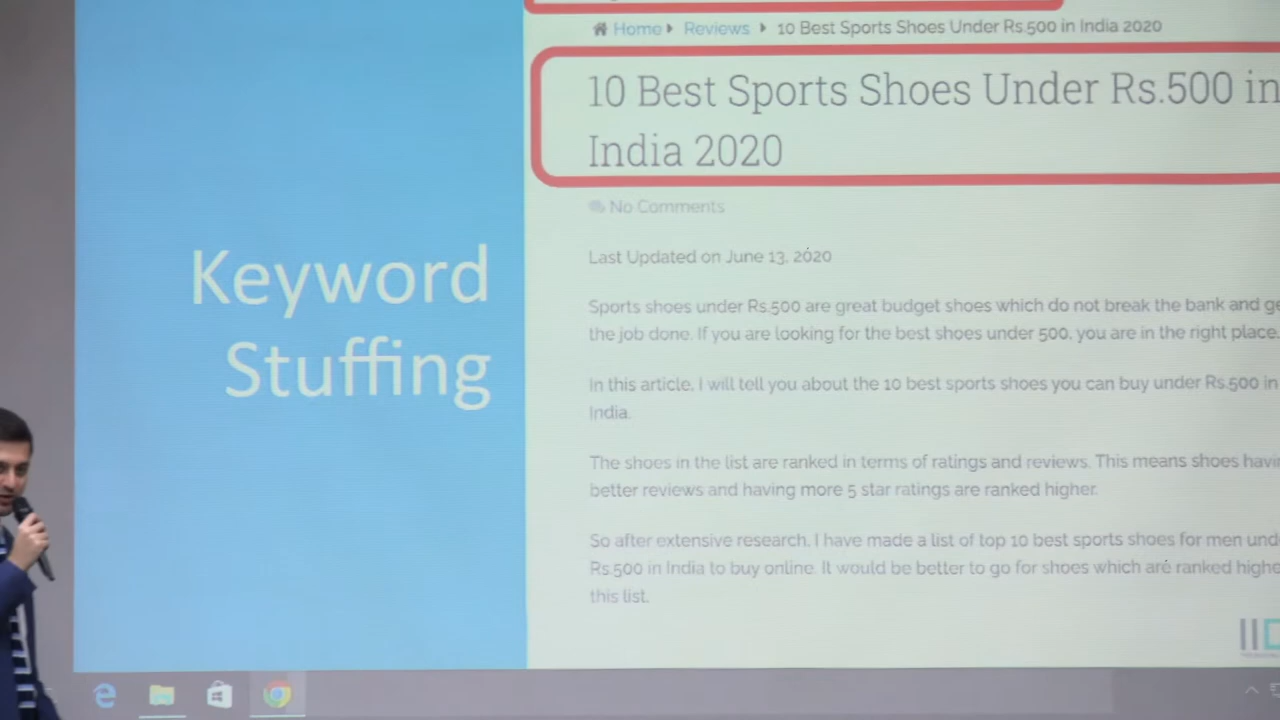 Keyword
Stuffing
Home Reviews 10 Best Sports Shoes Under Rs.500 in India 2020
10 Best Sports Shoes Under Rs.500 in
India 2020
No Comments
Last Updated on June 13, 2020
Sports shoes under Rs.500 are great budget shoes which do not break the bank and
the job done. If you are looking for the best shoes under 500, you are in the right place.
In this article, I will tell you about the 10 best sports shoes you can buy under Rs.500 in
India.
The shoes in the list are ranked in terms of ratings and reviews. This means shoes
better reviews and having more 5 star ratings are ranked higher.
So after extensive research, I have made a list of top 10 best sports shoes for men
Rs.500 in India to buy online. It would be better to go for shoes which are ranked
this list.